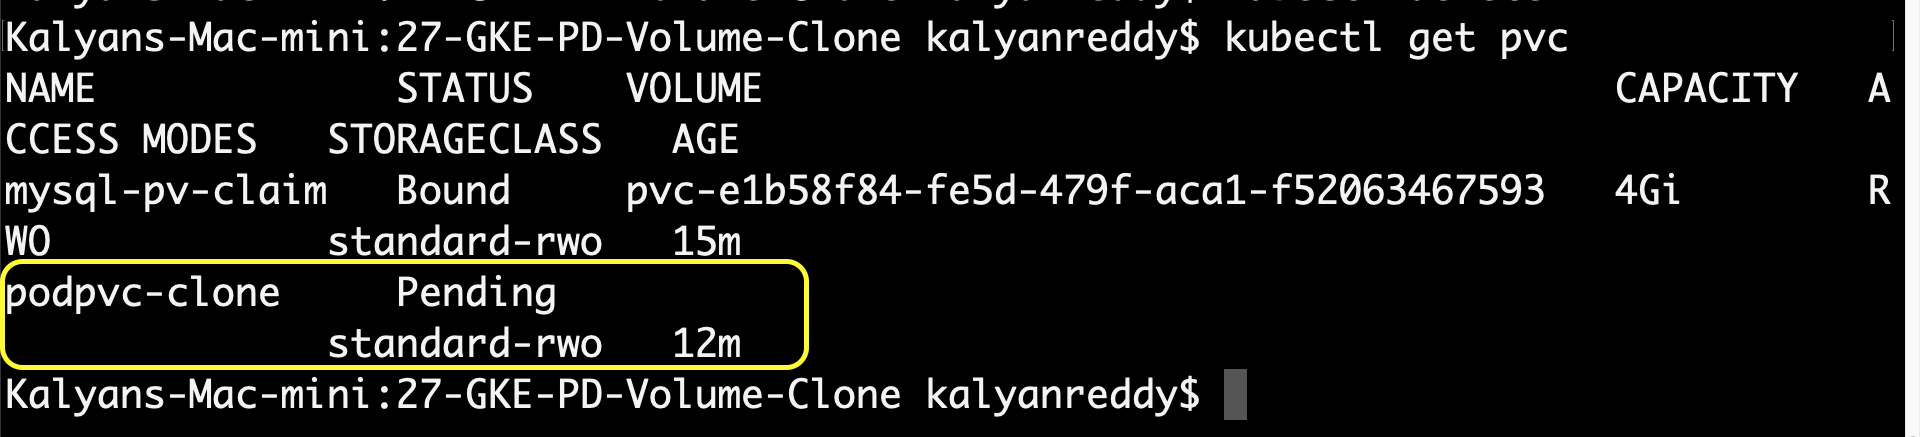 Kalyans-Mac-mini:27-GKE-PD-Volume-Clone kalyanreddy$ kubectl get pvc
NAME             STATUS    VOLUME                                     CAPACITY   A
CCESS MODES   STORAGECLASS   AGE
mysql-pv-claim   Bound     pvc-e1b58f84-fe5d-479f-aca1-f52063467593   4Gi        R
WO            standard-rwo   15m
podpvc-clone     Pending
              standard-rwo   12m
Kalyans-Mac-mini:27-GKE-PD-Volume-Clone kalyanreddy$